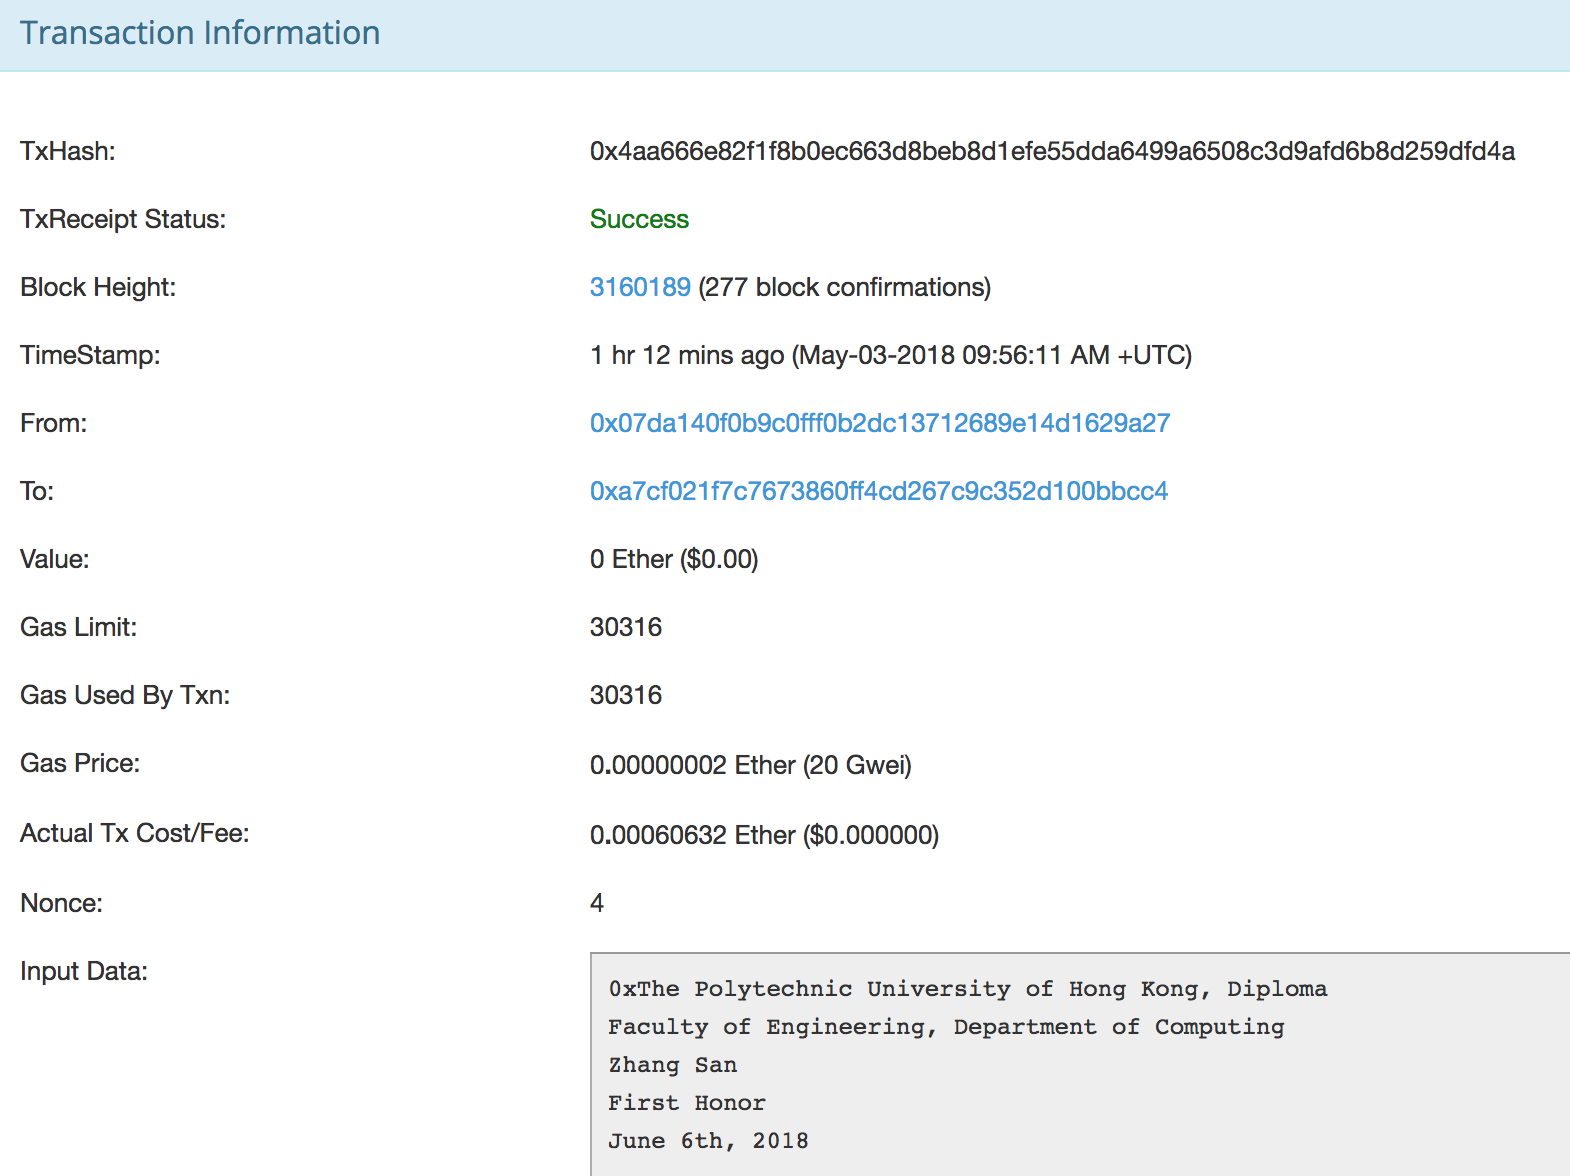 Transaction Information
TxHash: 0x4aa666e82f1f8b0ec663d8beb8d1efe55dda6499a6508c3d9afd6b8d259dfd4a
TxReceipt Status: Success
Block Height: 3160189 (277 block confirmations)
TimeStamp: 1 hr 12 mins ago (May-03-2018 09:56:11 AM +UTC)
From: 0x07da140f0b9c0fff0b2dc13712689e14d1629a27
To: 0xa7cf021f7c7673860ff4cd267c9c352d100bbcc4
Value: 0 Ether ($0.00)
Gas Limit: 30316
Gas Used By Txn: 30316
Gas Price: 0.00000002 Ether (20 Gwei)
Actual Tx Cost/Fee: 0.00060632 Ether ($0.000000)
Nonce: 4
Input Data: 0xThe Polytechnic University of Hong Kong, Diploma
Faculty of Engineering, Department of Computing
Zhang San
First Honor
June 6th, 2018